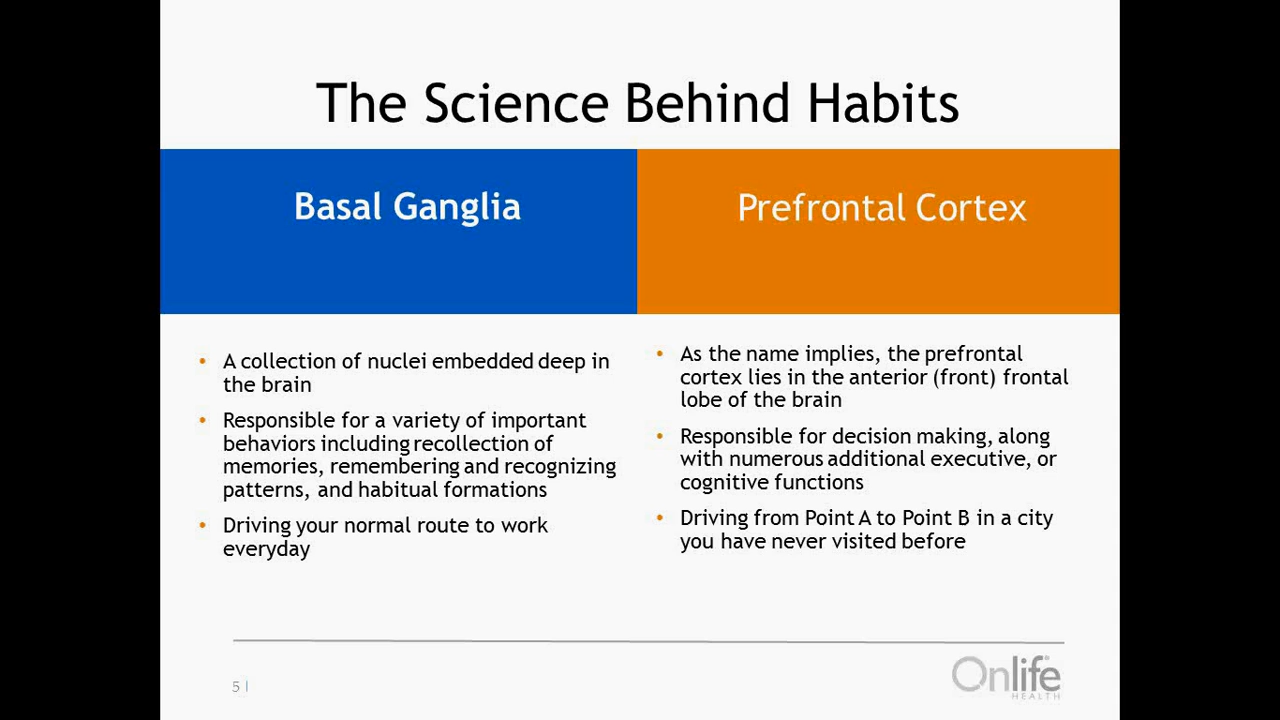 The Science Behind Habits
Basal Ganglia
• A collection of nuclei embedded deep in
the brain
• Responsible for a variety of important
behaviors including recollection of
memories, remembering and recognizing
patterns, and habitual formations
• Driving your normal route to work
everyday
Prefrontal Cortex
• As the name implies, the prefrontal
cortex lies in the anterior (front) frontal
lobe of the brain
• Responsible for decision making, along
with numerous additional executive, or
cognitive functions
• Driving from Point A to Point B in a city
you have never visited before
5 |
Onlife
HEALTH